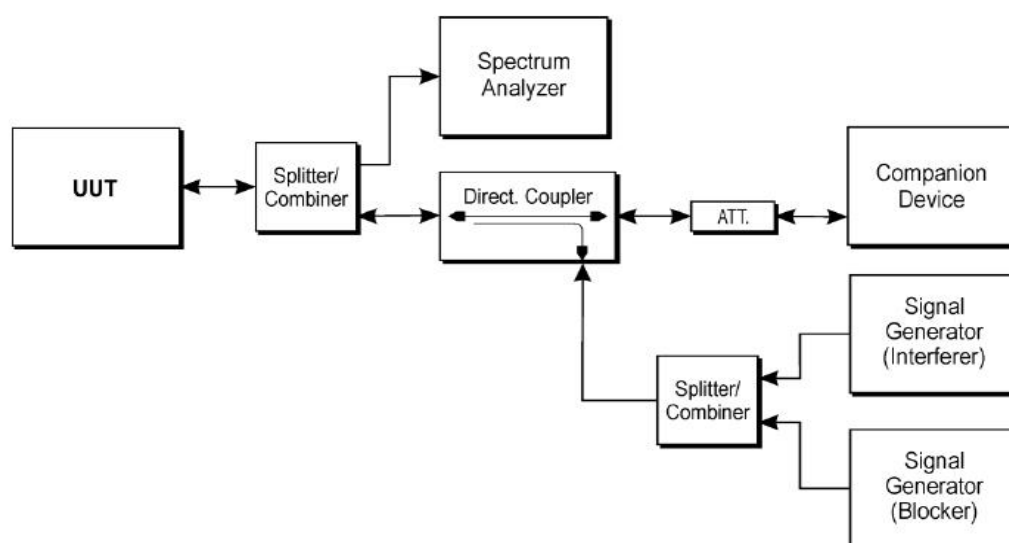 Spectrum
Analyzer
UUT
Splitter/
Combiner
Direct. Coupler
ATT.
Companion
Device
Signal
Generator
(Interferer)
Splitter/
Combiner
Signal
Generator
(Blocker)